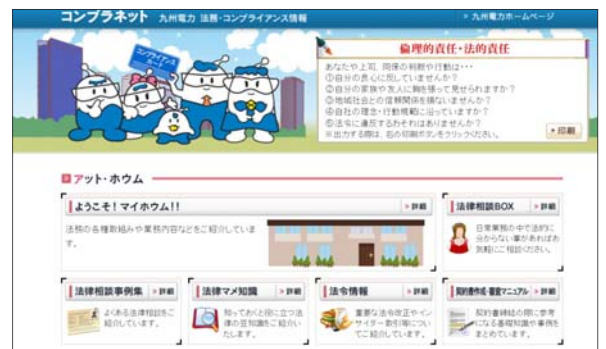 コンプラネット 九州電力 法務・コンプライアンス情報
> 九州電力ホームページ
コンプライアンス
カード
倫理的責任・法的責任
あなたや上司、同僚の判断や行動は・・・
①自分の良心に反していませんか？
②自分の家族や友人に胸を張って見せられますか？
③地域社会との信頼関係を損ないませんか？
④自社の理念・行動規範に沿っていますか？
⑤法令に違反するおそれはありませんか？
※出力する際は、右の印刷ボタンをクリックください。
印刷
アット・ホウム
ようこそ！マイホウム!!
> 詳細
法務の各種取組みや業務内容などをご紹介していま
す。
法律相談BOX
> 詳細
日常業務の中で法的に
分からない事があればお
気軽にご相談ください。
法律相談事例集
> 詳細
よくある法律相談をご
紹介しています。
法律マメ知識
> 詳細
知っておくと役に立つ法
律の豆知識をご紹介い
たします。
法令情報
> 詳細
重要な法令改正やイン
サイダー取引等につい
てご紹介しています。
契約書作成・審査マニュアル
> 詳細
契約書締結の際に参考
になる基礎知識や事例を
まとめています。